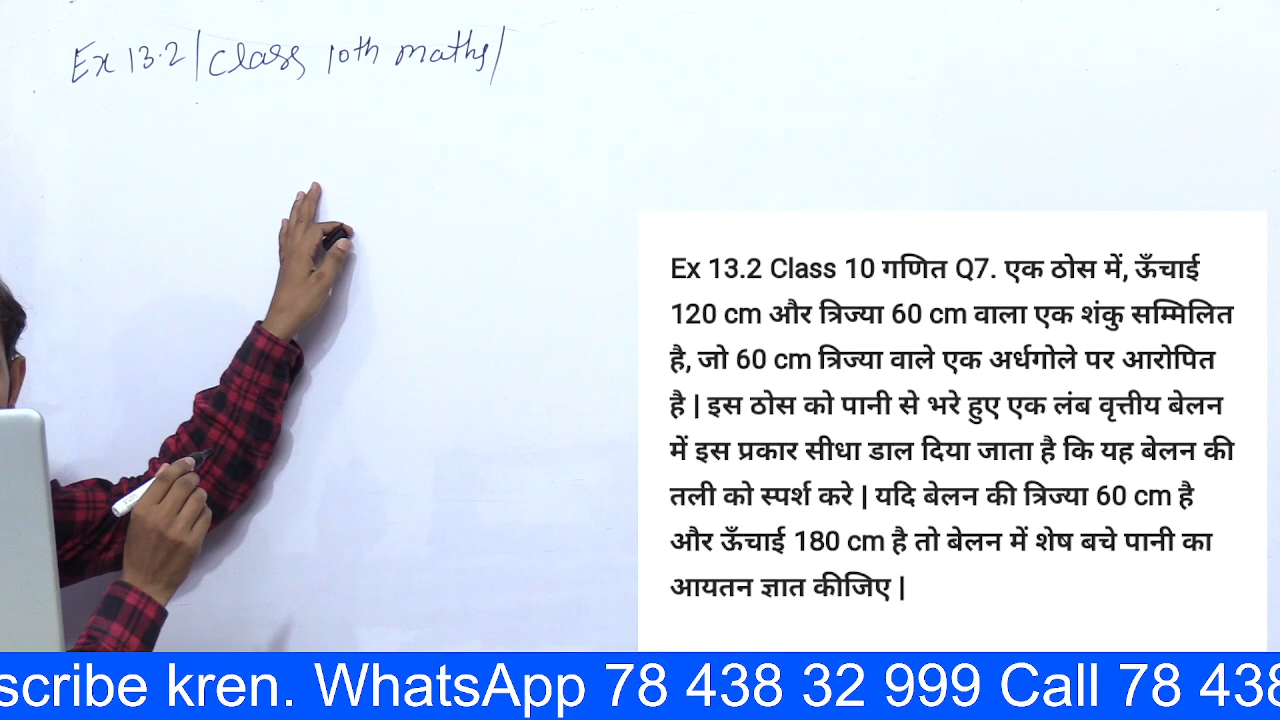 Ex 13.2 | Class 10th maths |
Ex 13.2 Class 10 गणित Q7. एक ठोस में, ऊँचाई
120 cm और त्रिज्या 60 cm वाला एक शंकु सम्मिलित
है, जो 60 cm त्रिज्या वाले एक अर्धगोले पर आरोपित
है | इस ठोस को पानी से भरे हुए एक लंब वृत्तीय बेलन
में इस प्रकार सीधा डाल दिया जाता है कि यह बेलन की
तली को स्पर्श करे | यदि बेलन की त्रिज्या 60 cm है
और ऊँचाई 180 cm है तो बेलन में शेष बचे पानी का
आयतन ज्ञात कीजिए |
scribe kren. WhatsApp 78 438 32 999 Call 78 438